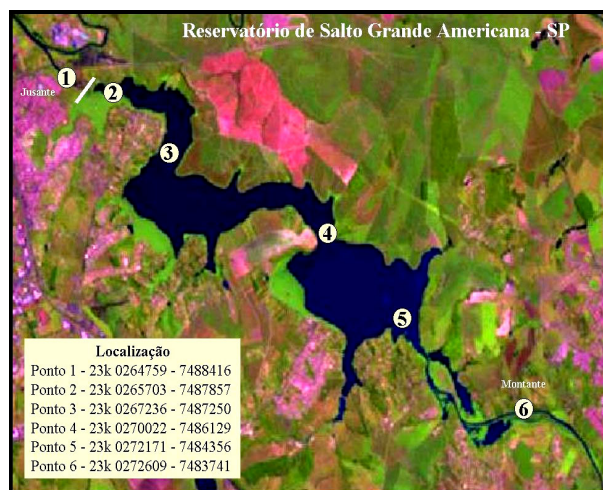 Reservatório de Salto Grande Americana - SP
1
Jusante
2
3
4
5
Montante
6
Localização
Ponto 1 - 23k 0264759 - 7488416
Ponto 2 - 23k 0265703 - 7487857
Ponto 3 - 23k 0267236 - 7487250
Ponto 4 - 23k 0270022 - 7486129
Ponto 5 - 23k 0272171 - 7484356
Ponto 6 - 23k 0272609 - 7483741